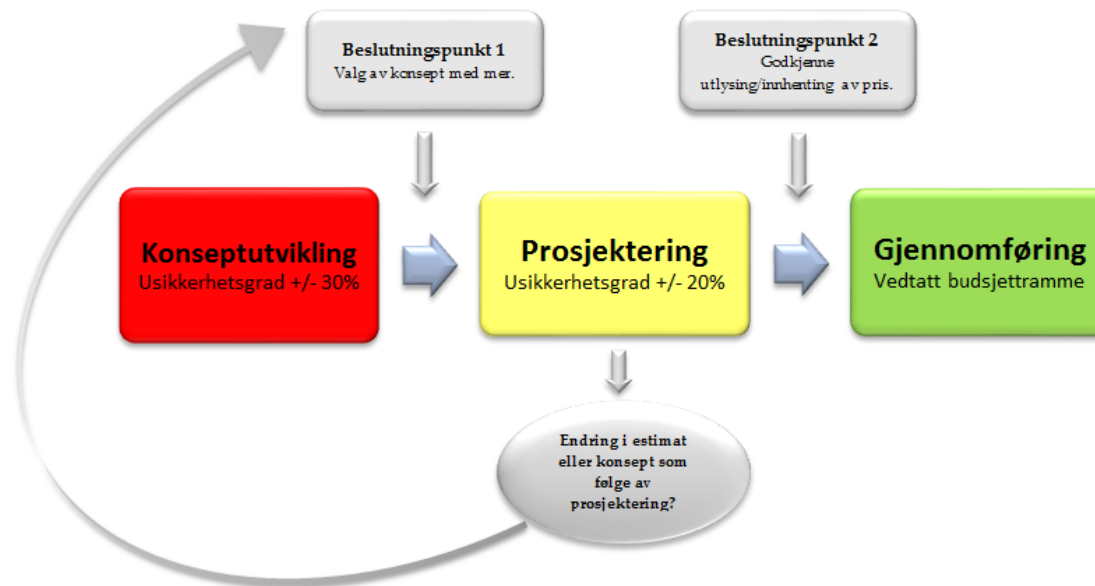 Beslutningspunkt 1
Valg av konsept med mer.
Beslutningspunkt 2
Godkjenne
utlysing/innhenting av pris.
Konseptutvikling
Usikkerhetsgrad +/- 30%
Prosjektering
Usikkerhetsgrad +/- 20%
Gjennomføring
Vedtatt budsjettramme
Endring i estimat
eller konsept som
følge av
prosjektering?